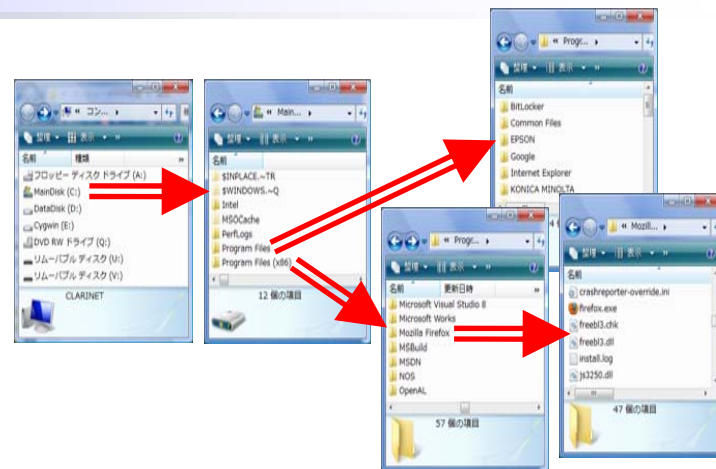 « コン...
整理 表示 »
名前 種類 »
フロッピー ディスク ドライブ (A:)
MainDisk (C:)
DataDisk (D:)
Cygwin (E:)
DVD RW ドライブ (Q:)
リムーバブル ディスク (U:)
リムーバブル ディスク (V:)
CLARINET
« Main...
整理 表示 »
名前
$INPLACE.~TR
$WINDOWS.~Q
Intel
MSOCache
PerfLogs
Program Files
Program Files (x86)
12 個の項目
« Progr...
整理 表示 »
名前
BitLocker
Common Files
EPSON
Google
Internet Explorer
KONICA MINOLTA
« Progr...
整理 表示 »
名前 更新日時 »
Microsoft Visual Studio 8
Microsoft Works
Mozilla Firefox
MSBuild
MSDN
NOS
OpenAL
57 個の項目
« Mozill...
整理 表示 »
名前
crashreporter-override.ini
firefox.exe
freebl3.chk
freebl3.dll
install.log
js3250.dll
47 個の項目